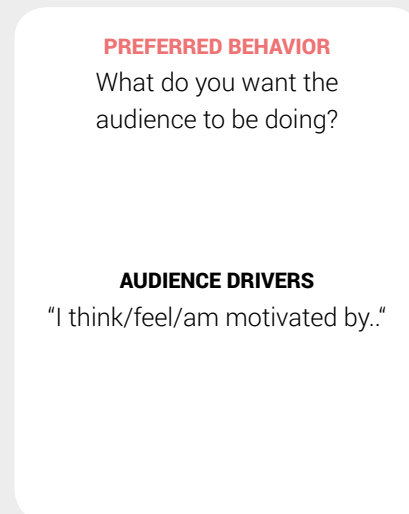 PREFERRED BEHAVIOR
What do you want the
audience to be doing?
AUDIENCE DRIVERS
“I think/feel/am motivated by..“